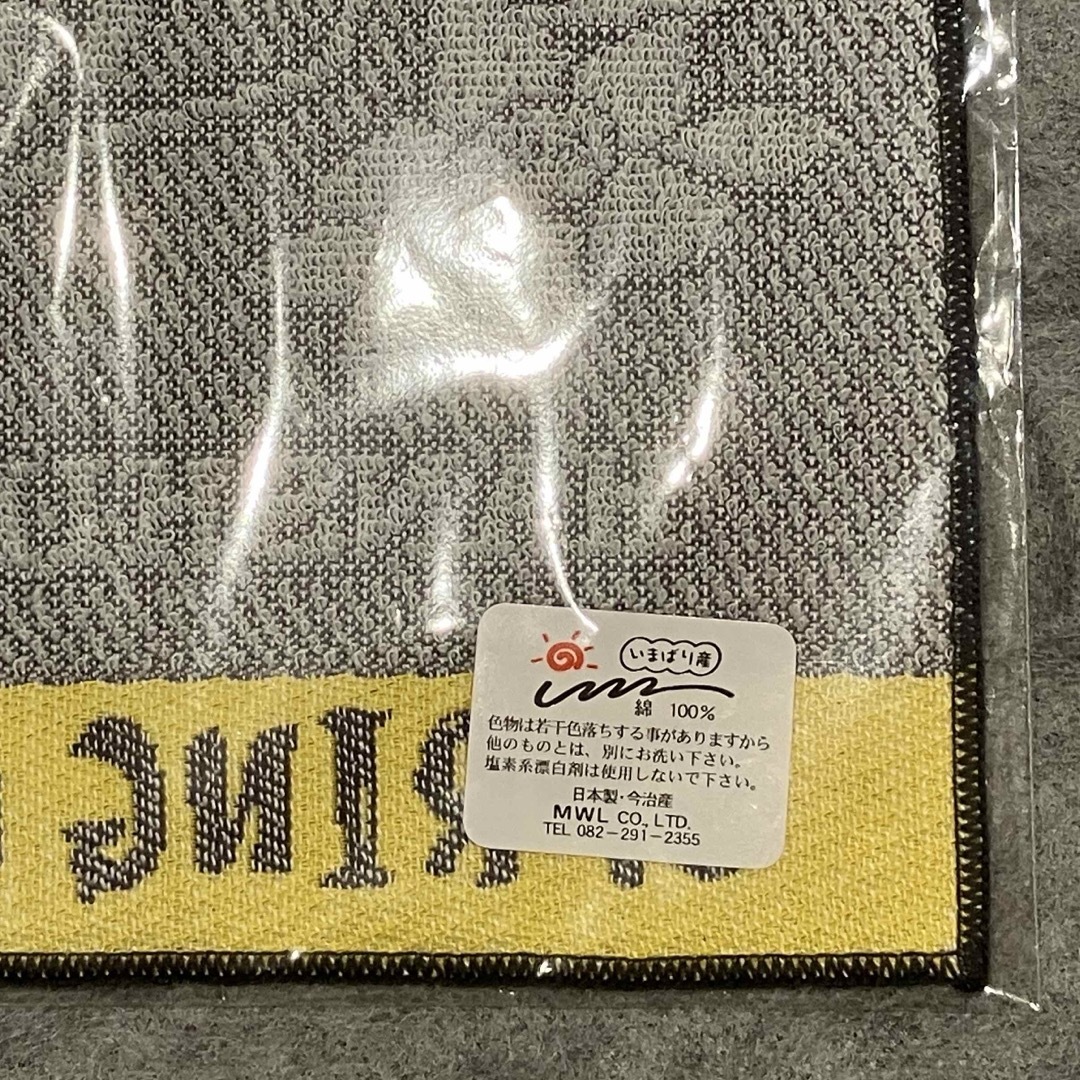 いまばり産
綿 100%
色物は若干色落ちする事がありますから
他のものとは、別にお洗い下さい。
塩素系漂白剤は使用しないで下さい。
日本製・今治産
MWL CO., LTD.
TEL 082-291-2355
RING